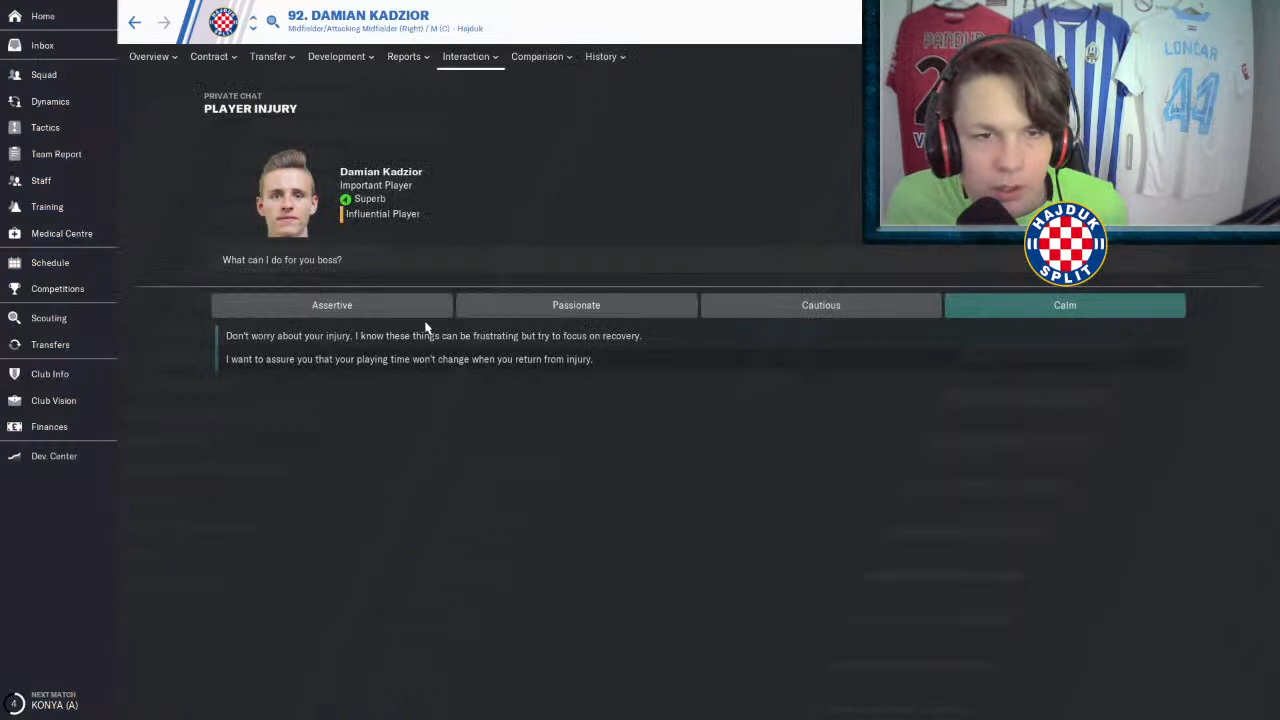 Home
Inbox
Squad
Dynamics
Tactics
Team Report
Staff
Training
Medical Centre
Schedule
Competitions
Scouting
Transfers
Club Info
Club Vision
Finances
Dev. Center
4
NEXT MATCH
KONYA (A)
92. DAMIAN KADZIOR
Midfielder/Attacking Midfielder (Right) / M (C) - Hajduk
Overview
Contract
Transfer
Development
Reports
Interaction
Comparison
History
PRIVATE CHAT
PLAYER INJURY
Damian Kadzior
Important Player
Superb
Influential Player
What can I do for you boss?
Assertive
Passionate
Cautious
Calm
Don't worry about your injury, I know these things can be frustrating but try to focus on recovery.
I want to assure you that your playing time won't change when you return from injury.
PANDUR
LONČAR
44
HAJDUK
SPLIT